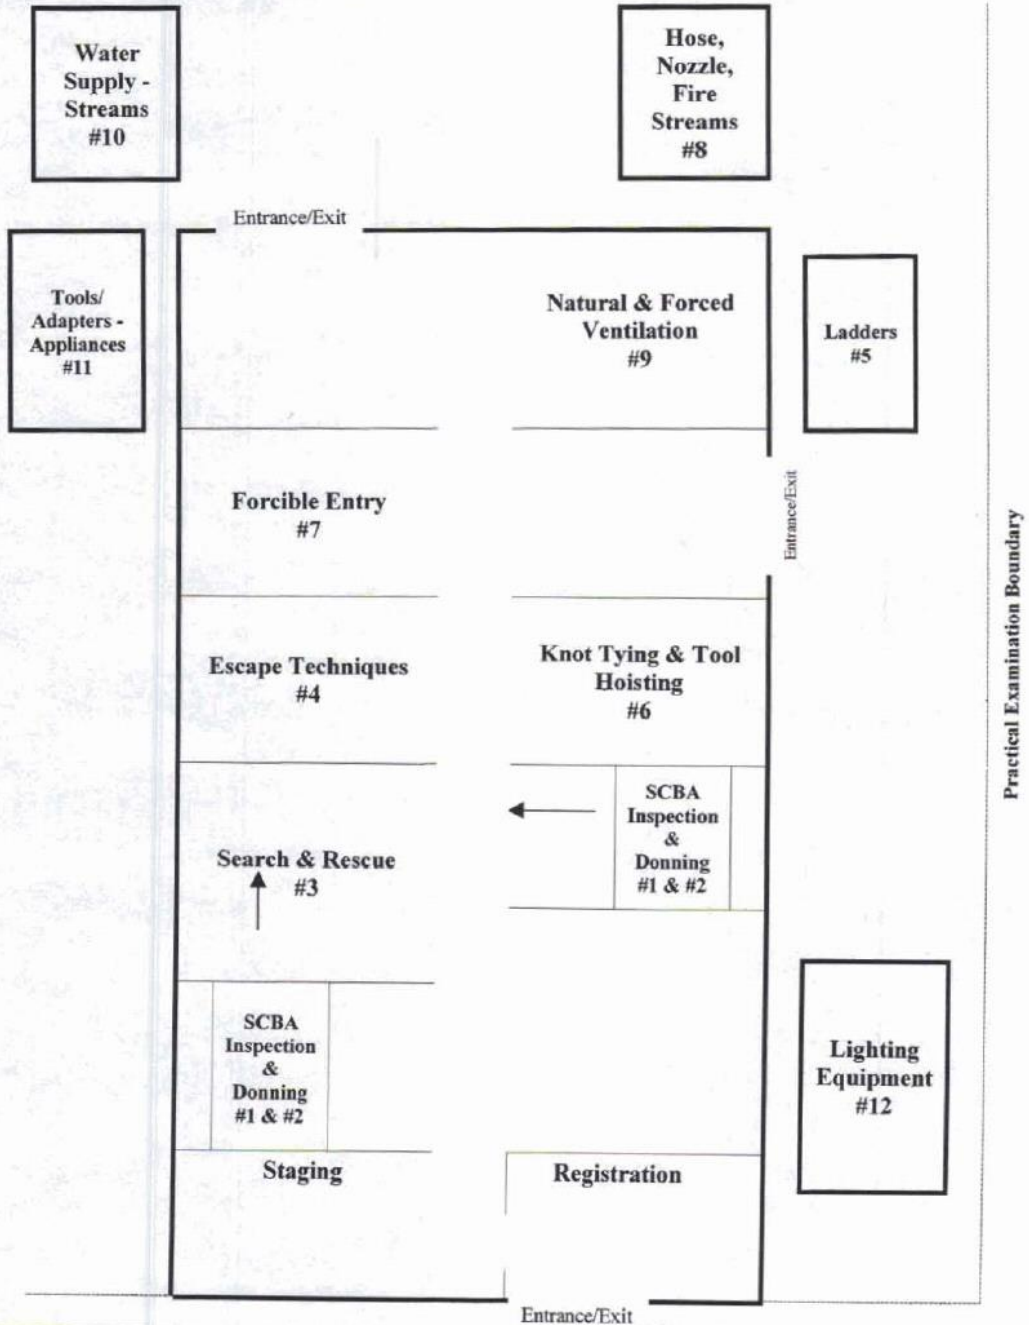 Water
Supply -
Streams
#10
Hose,
Nozzle,
Fire
Streams
#8
Entrance/Exit
Tools/
Adapters -
Appliances
#11
Natural & Forced
Ventilation
#9
Ladders
#5
Forcible Entry
#7
Entrance/Exit
Practical Examination Boundary
Escape Techniques
#4
Knot Tying & Tool
Hoisting
#6
Search & Rescue
#3
SCBA
Inspection
&
Donning
#1 & #2
SCBA
Inspection
&
Donning
#1 & #2
Lighting
Equipment
#12
Staging
Registration
Entrance/Exit